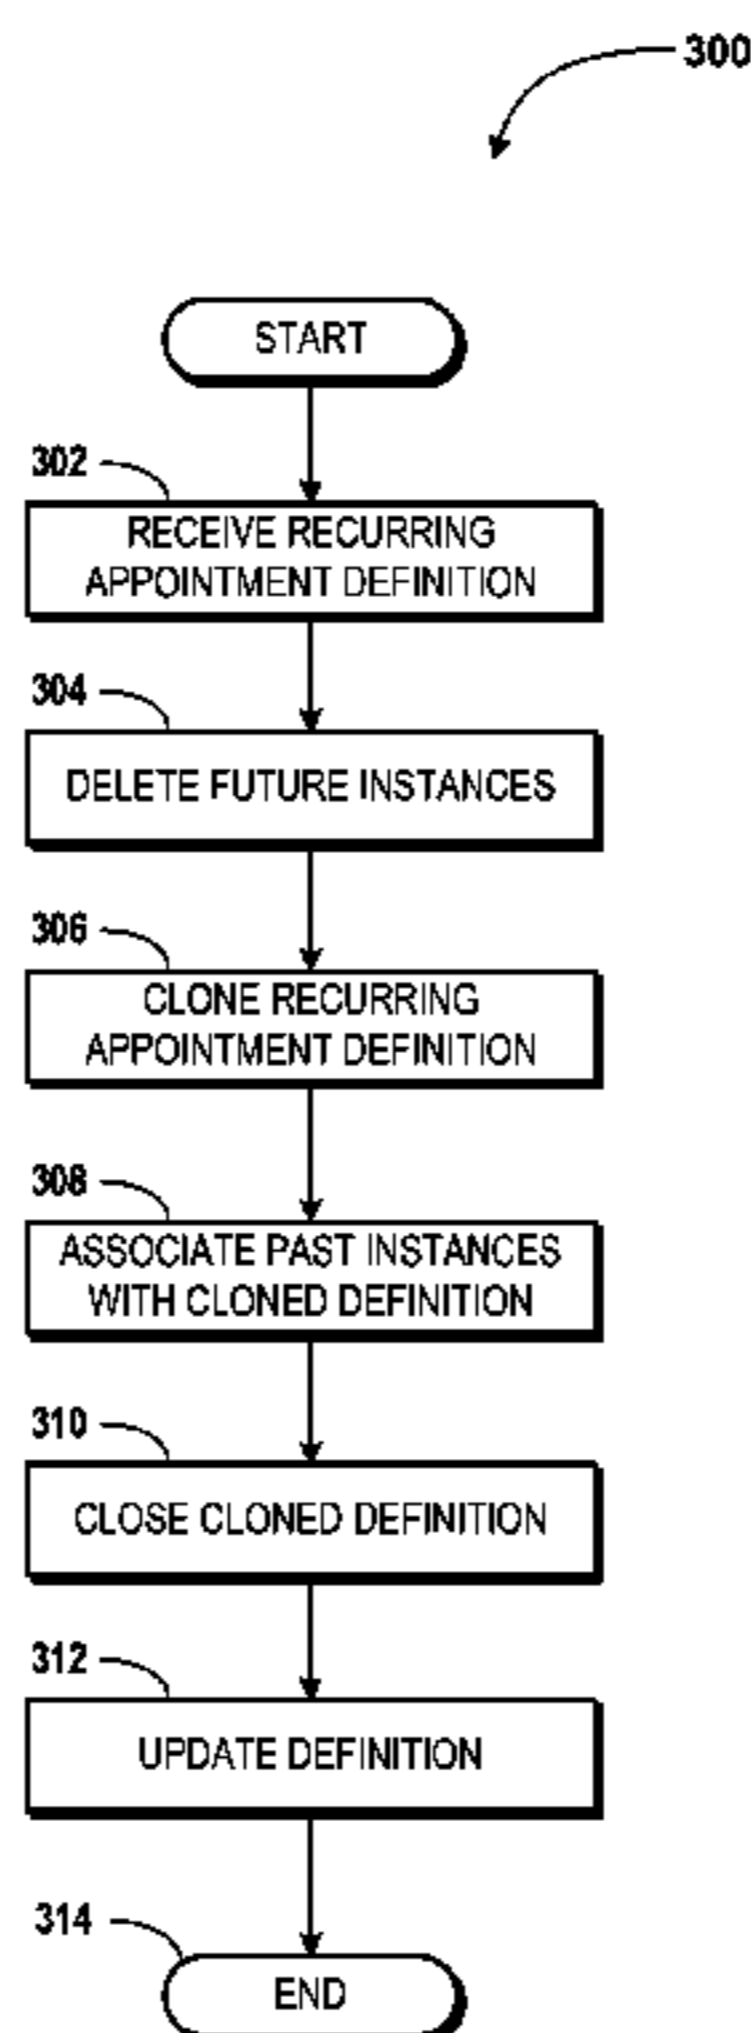 300
START
302
RECEIVE RECURRING
APPOINTMENT DEFINITION
304
DELETE FUTURE INSTANCES
306
CLONE RECURRING
APPOINTMENT DEFINITION
308
ASSOCIATE PAST INSTANCES
WITH CLONED DEFINITION
310
CLOSE CLONED DEFINITION
312
UPDATE DEFINITION
314
END